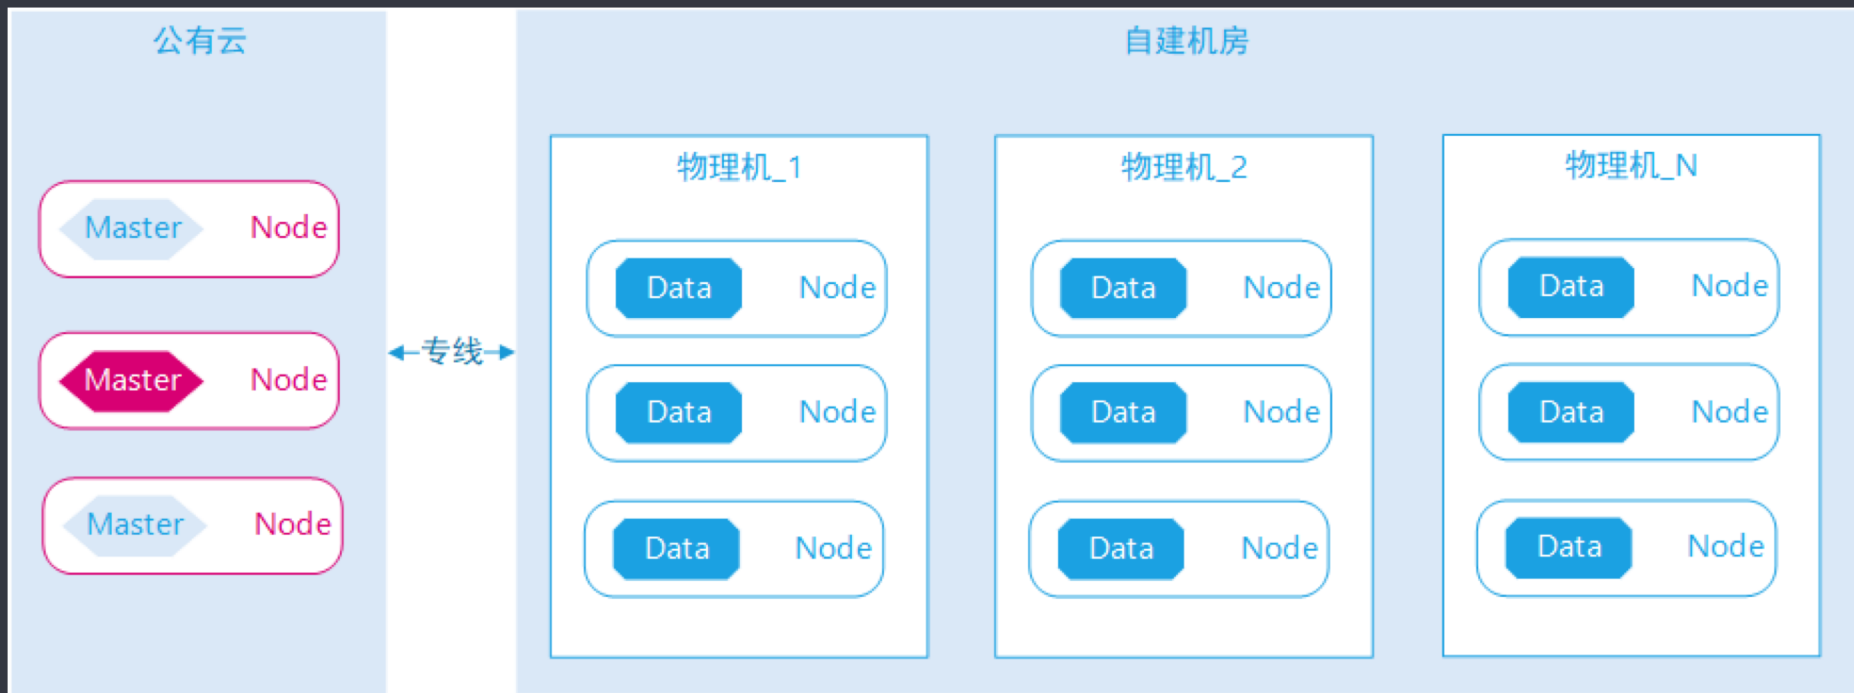 公有云
Master Node
Master Node
Master Node
专线
自建机房
物理机_1
Data Node
Data Node
Data Node
物理机_2
Data Node
Data Node
Data Node
物理机_N
Data Node
Data Node
Data Node